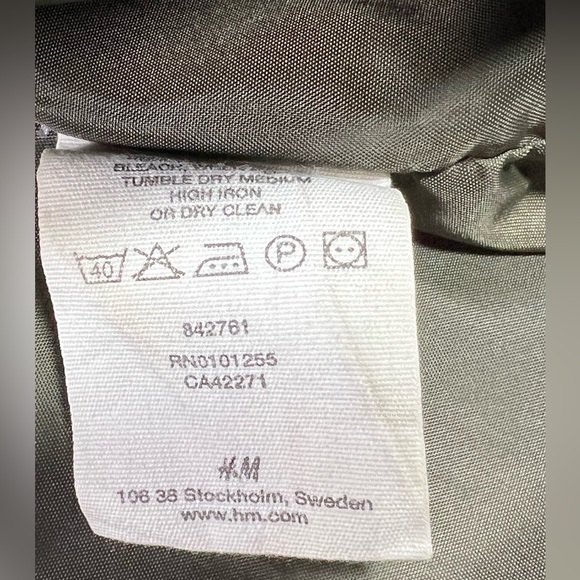 BLEACH
TUMBLE DRY MEDIUM
HIGH IRON
OR DRY CLEAN
40 P
842761
RN0101255
CA42271
H&M
106 38 Stockholm, Sweden
www.hm.com